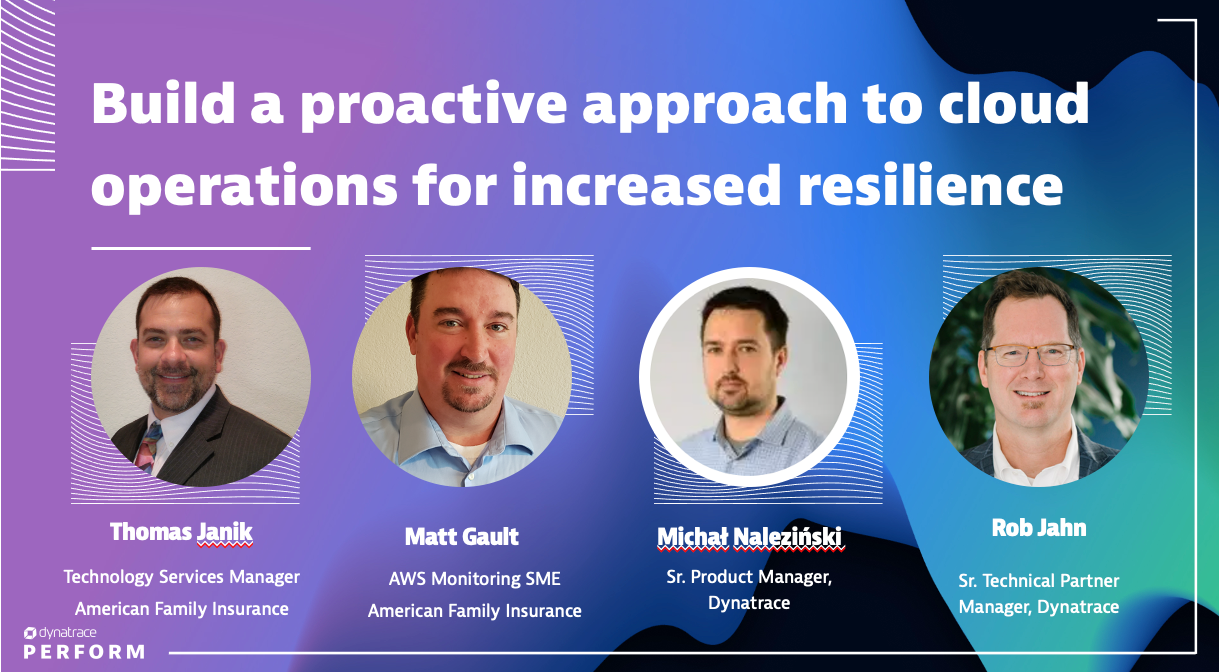 Build a proactive approach to cloud
operations for increased resilience
Thomas Janik
Technology Services Manager
American Family Insurance
Matt Gault
AWS Monitoring SME
American Family Insurance
Michał Naleziński
Sr. Product Manager,
Dynatrace
Rob Jahn
Sr. Technical Partner
Manager, Dynatrace
dynatrace
PERFORM